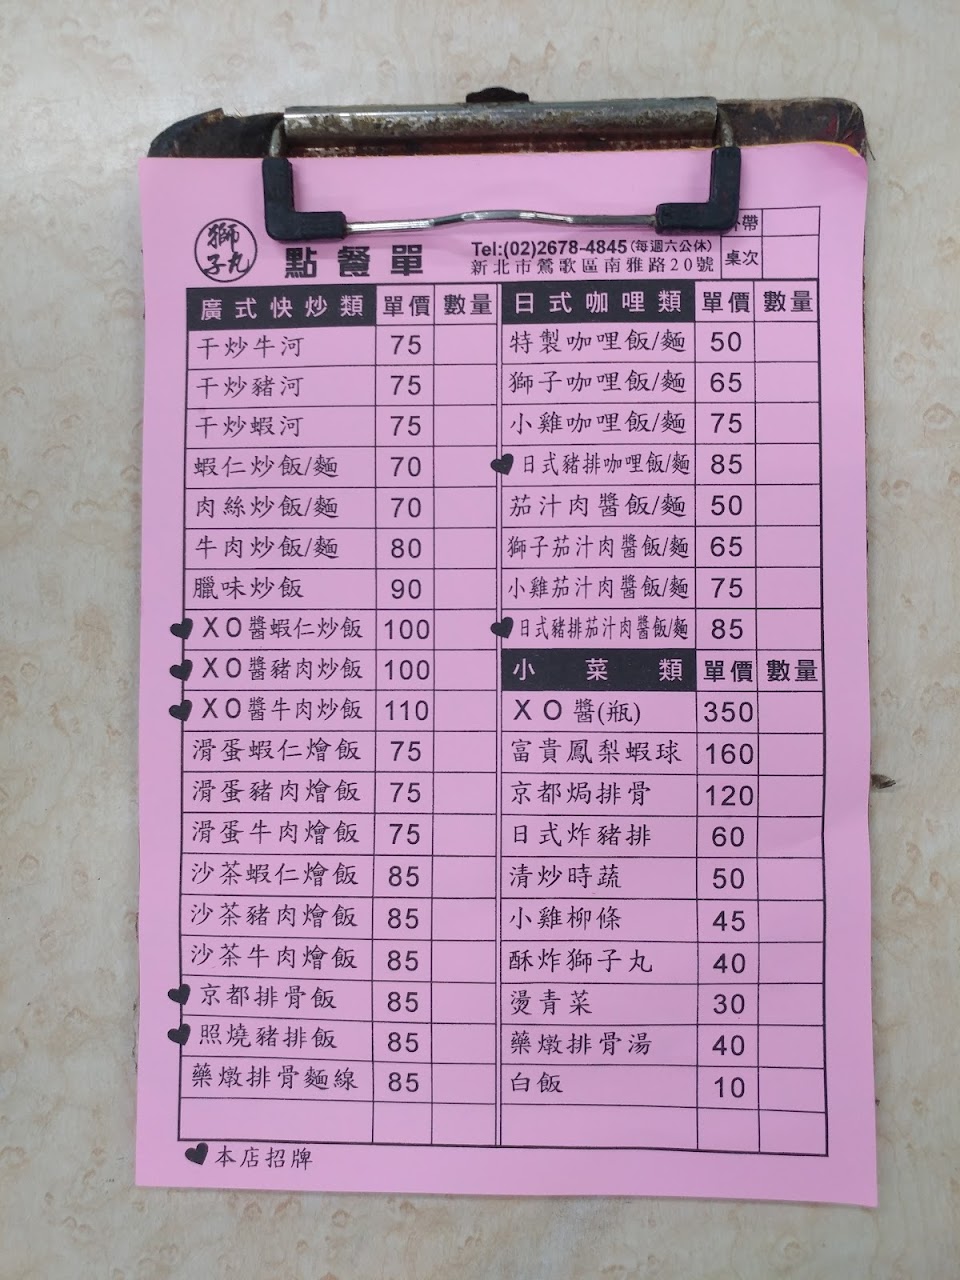 獅子丸
點餐單
Tel:(02)2678-4845(每週六公休)
新北市鶯歌區南雅路20號
外帶
桌次
廣式快炒類 單價 數量
干炒牛河 75
干炒豬河 75
干炒蝦河 75
蝦仁炒飯/麵 70
肉絲炒飯/麵 70
牛肉炒飯/麵 80
臘味炒飯 90
♥XO醬蝦仁炒飯 100
♥XO醬豬肉炒飯 100
♥XO醬牛肉炒飯 110
滑蛋蝦仁燴飯 75
滑蛋豬肉燴飯 75
滑蛋牛肉燴飯 75
沙茶蝦仁燴飯 85
沙茶豬肉燴飯 85
沙茶牛肉燴飯 85
♥京都排骨飯 85
♥照燒豬排飯 85
藥燉排骨麵線 85
日式咖哩類 單價 數量
特製咖哩飯/麵 50
獅子咖哩飯/麵 65
小雞咖哩飯/麵 75
♥日式豬排咖哩飯/麵 85
茄汁肉醬飯/麵 50
獅子茄汁肉醬飯/麵 65
小雞茄汁肉醬飯/麵 75
♥日式豬排茄汁肉醬飯/麵 85
小菜類 單價 數量
XO醬(瓶) 350
富貴鳳梨蝦球 160
京都焗排骨 120
日式炸豬排 60
清炒時蔬 50
小雞柳條 45
酥炸獅子丸 40
燙青菜 30
藥燉排骨湯 40
白飯 10
♥本店招牌